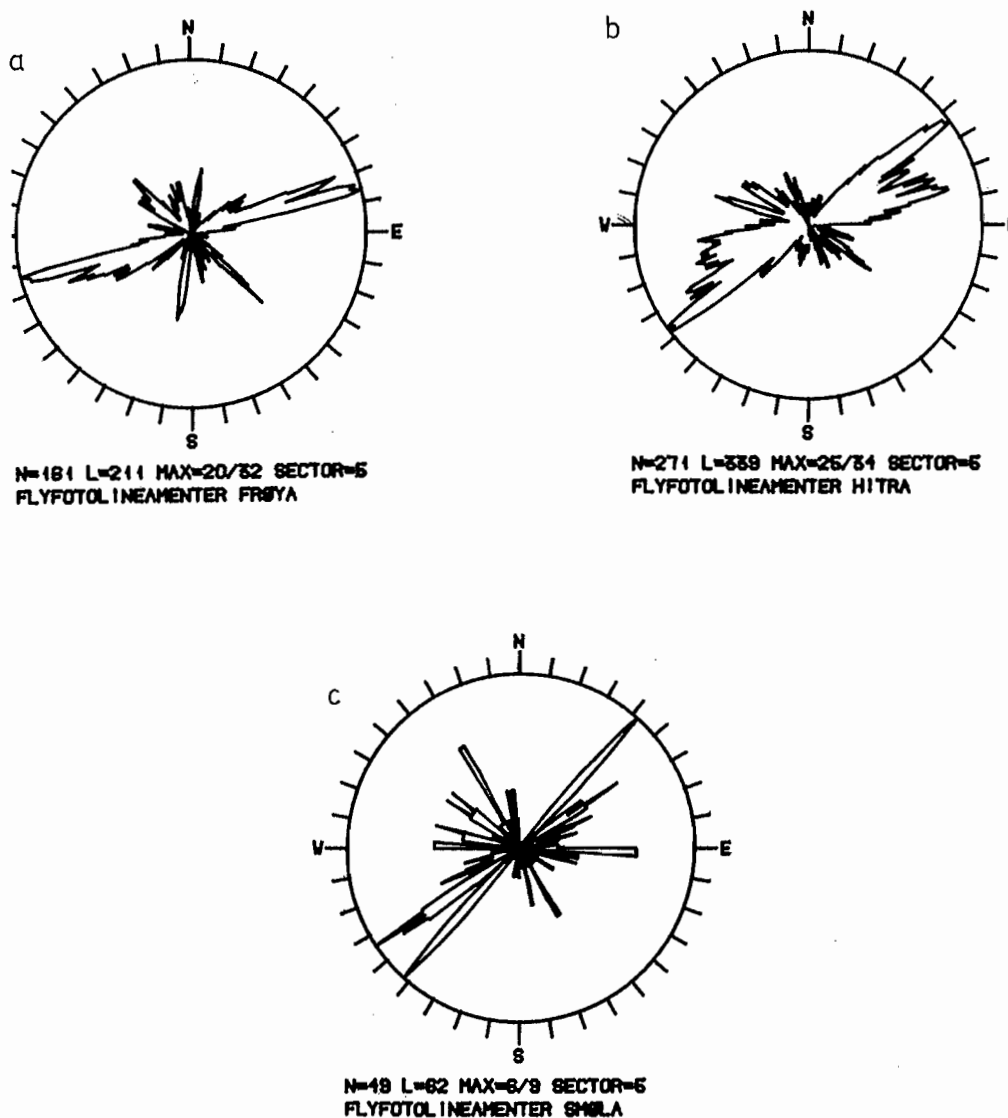 a
N
E
S
N=161 L=211 MAX=20/32 SECTOR=5
FLYFOTOLINEAMENTER FRØYA
b
N
W
S
N=271 L=339 MAX=25/34 SECTOR=5
FLYFOTOLINEAMENTER HITRA
c
N
W
E
S
N=49 L=62 MAX=6/9 SECTOR=5
FLYFOTOLINEAMENTER SMØLA